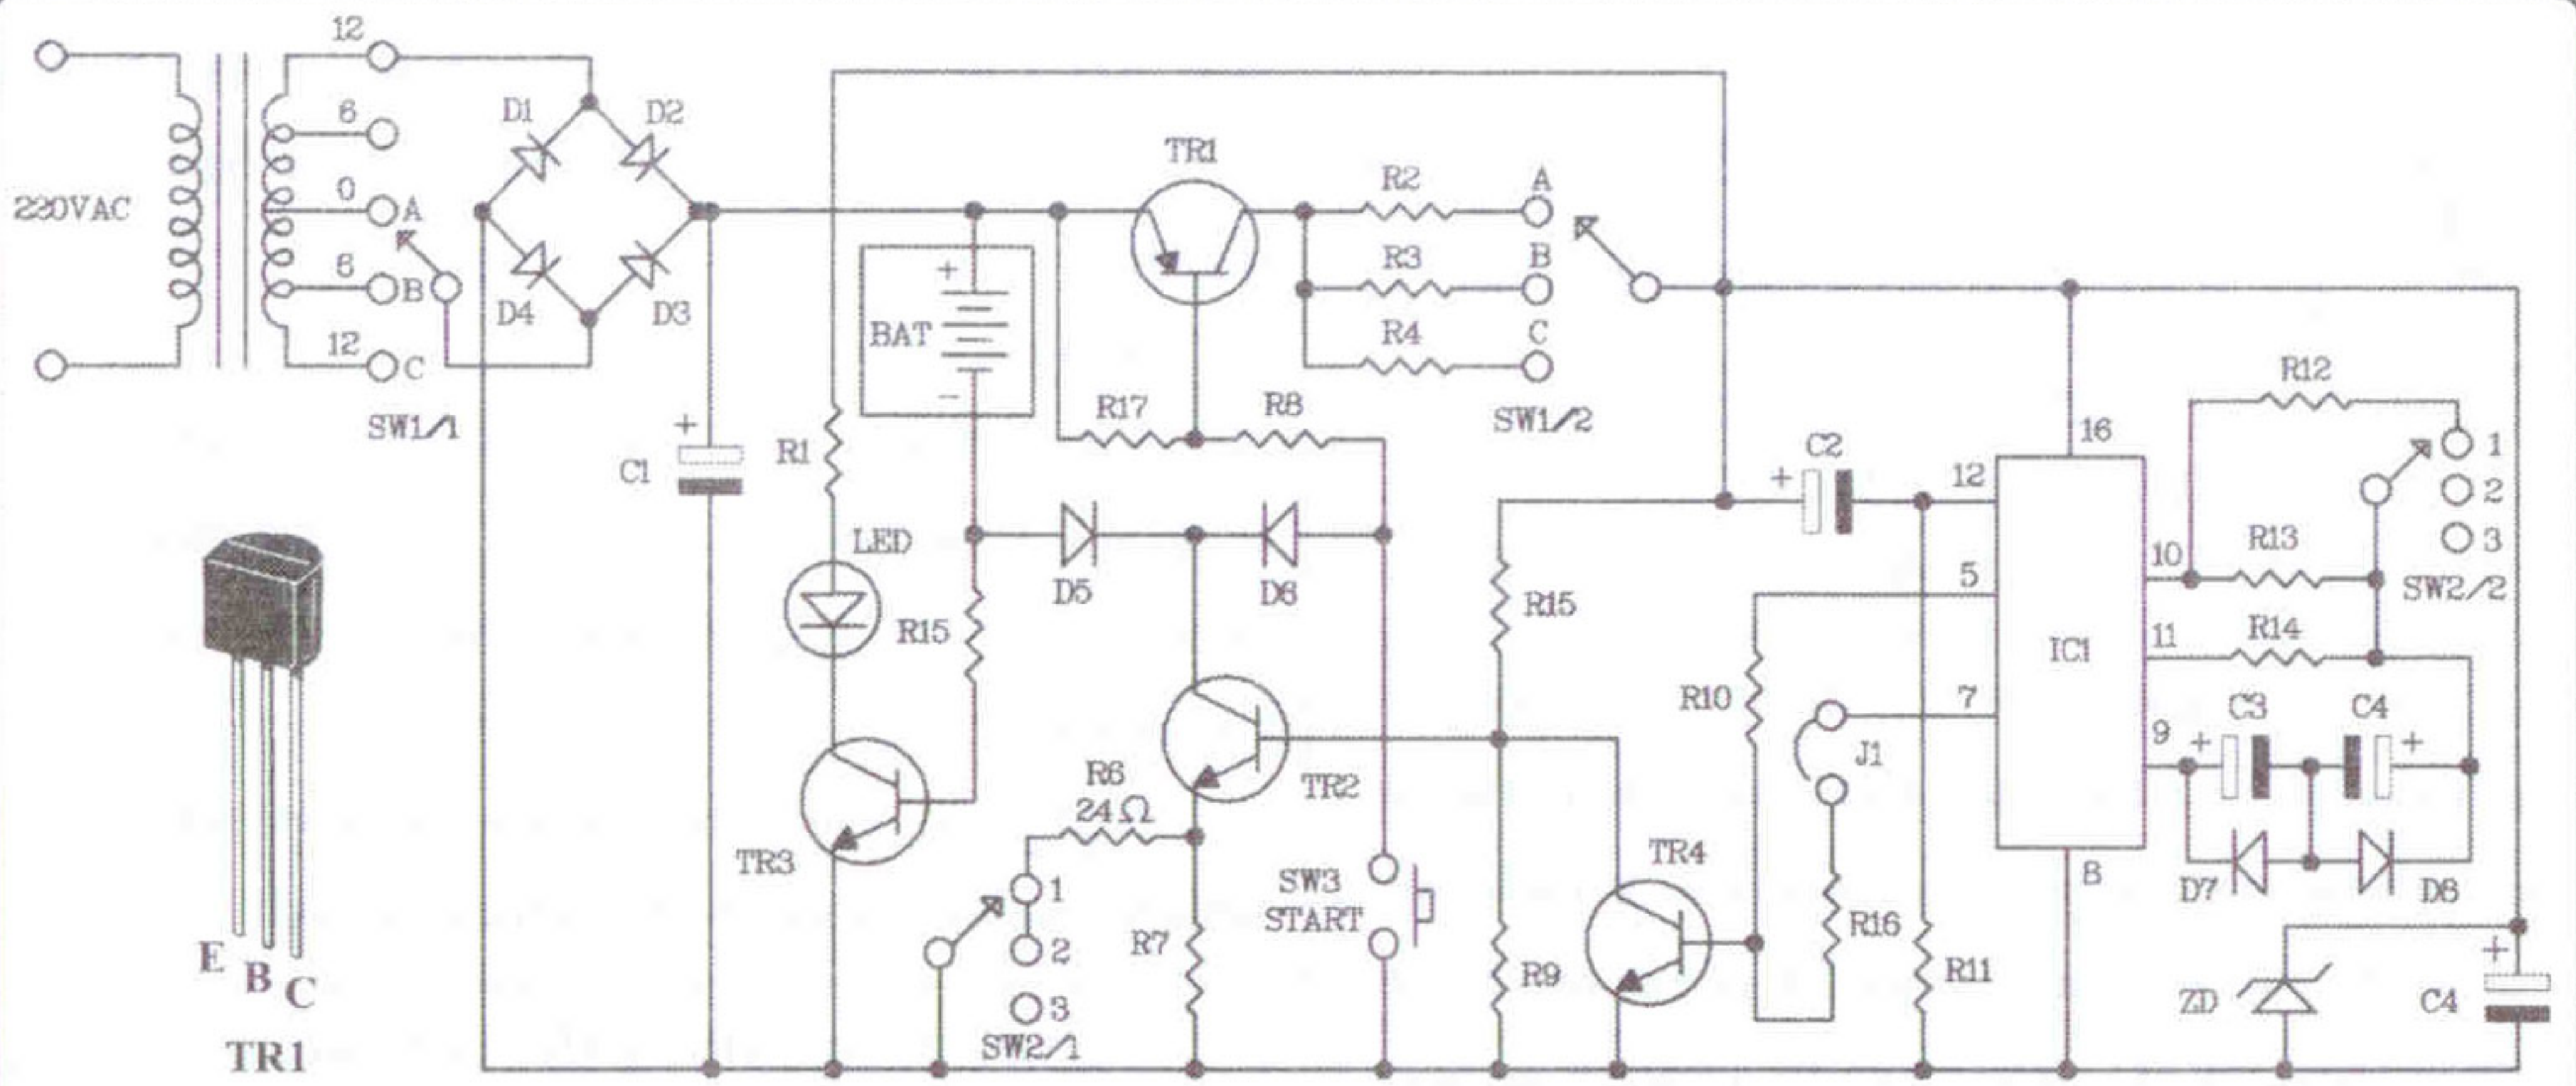 12
6
0
A
6
B
12
C
220VAC
SW1/1
D1
D2
D4
D3
C1
+
R1
LED
BAT
+
-
TR1
R2
A
R3
B
R4
C
SW1/2
R17
R8
D5
D6
R15
TR3
R6
24Ω
TR2
1
2
3
SW2/1
R7
SW3
START
R15
R9
TR4
R10
J1
R16
R11
C2
+
12
5
7
16
10
11
9
8
IC1
R12
1
2
3
SW2/2
R13
R14
C3
+
C4
+
D7
D8
ZD
C4
+
E
B
C
TR1